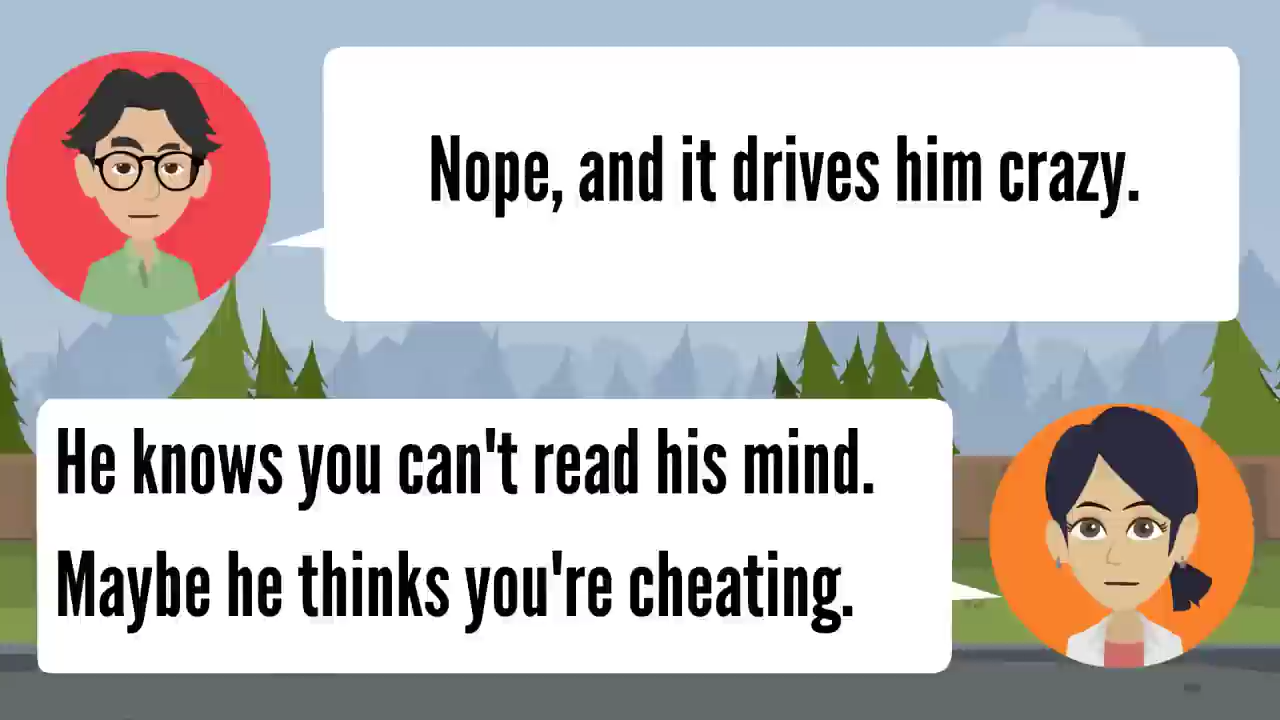 Nope, and it drives him crazy.
He knows you can't read his mind.
Maybe he thinks you're cheating.